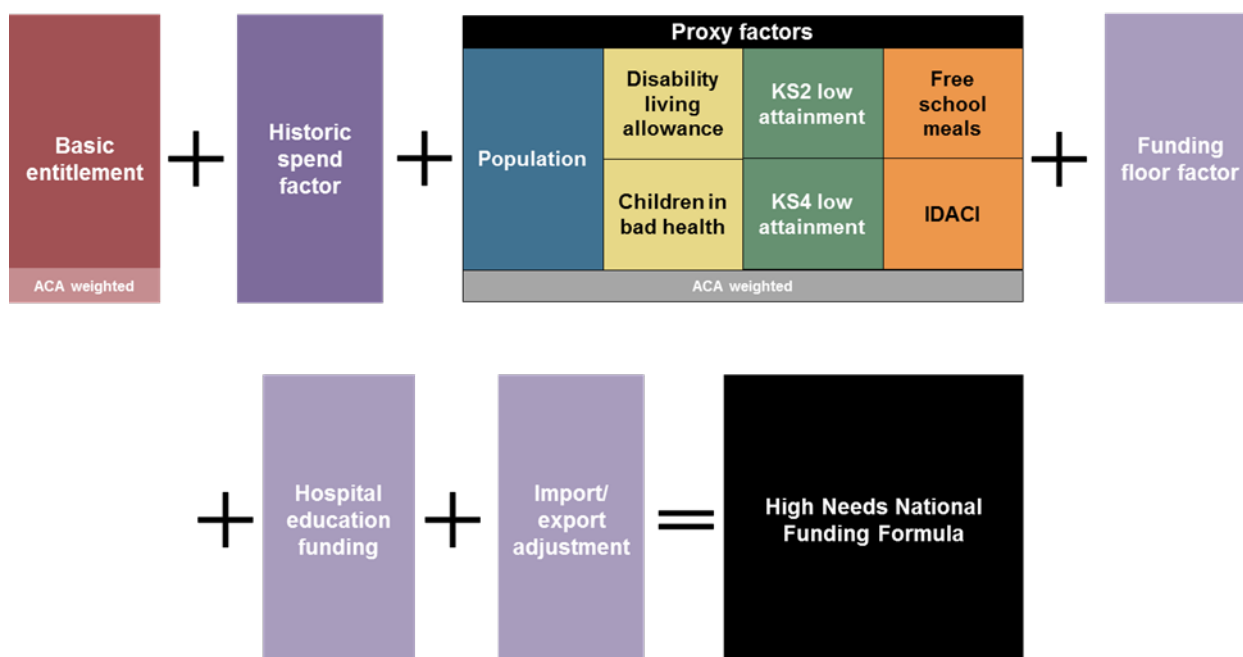 Basic
entitlement
ACA weighted
+
Historic
spend
factor
+
Proxy factors
Population
Disability
living
allowance
KS2 low
attainment
Free
school
meals
Children in
bad health
KS4 low
attainment
IDACI
ACA weighted
+
Funding
floor factor
+
Hospital
education
funding
+
Import/
export
adjustment
=
High Needs National
Funding Formula